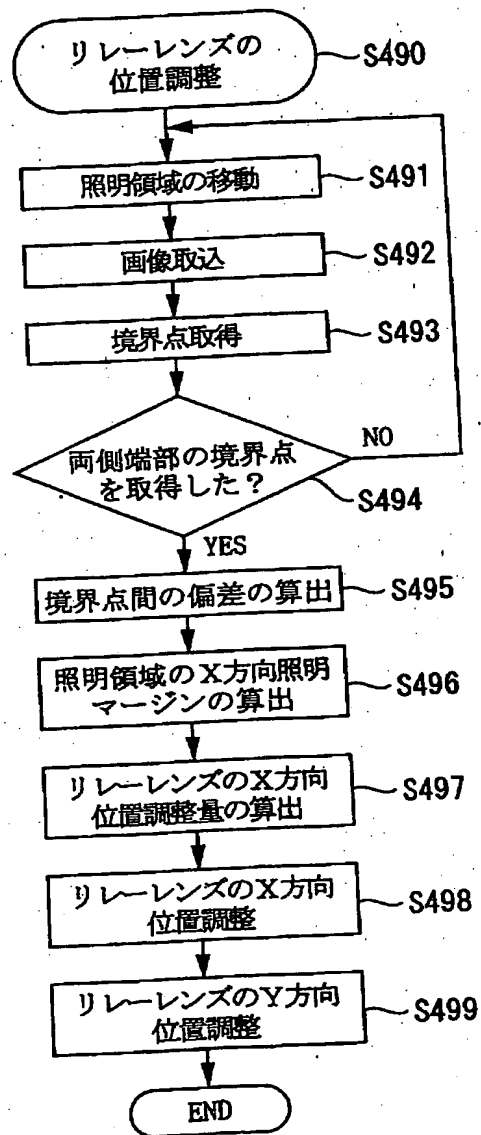 リレーレンズの
位置調整
S490
照明領域の移動
S491
画像取込
S492
境界点取得
S493
両側端部の境界点
を取得した？
NO
S494
YES
境界点間の偏差の算出
S495
照明領域のX方向照明
マージンの算出
S496
リレーレンズのX方向
位置調整量の算出
S497
リレーレンズのX方向
位置調整
S498
リレーレンズのY方向
位置調整
S499
END